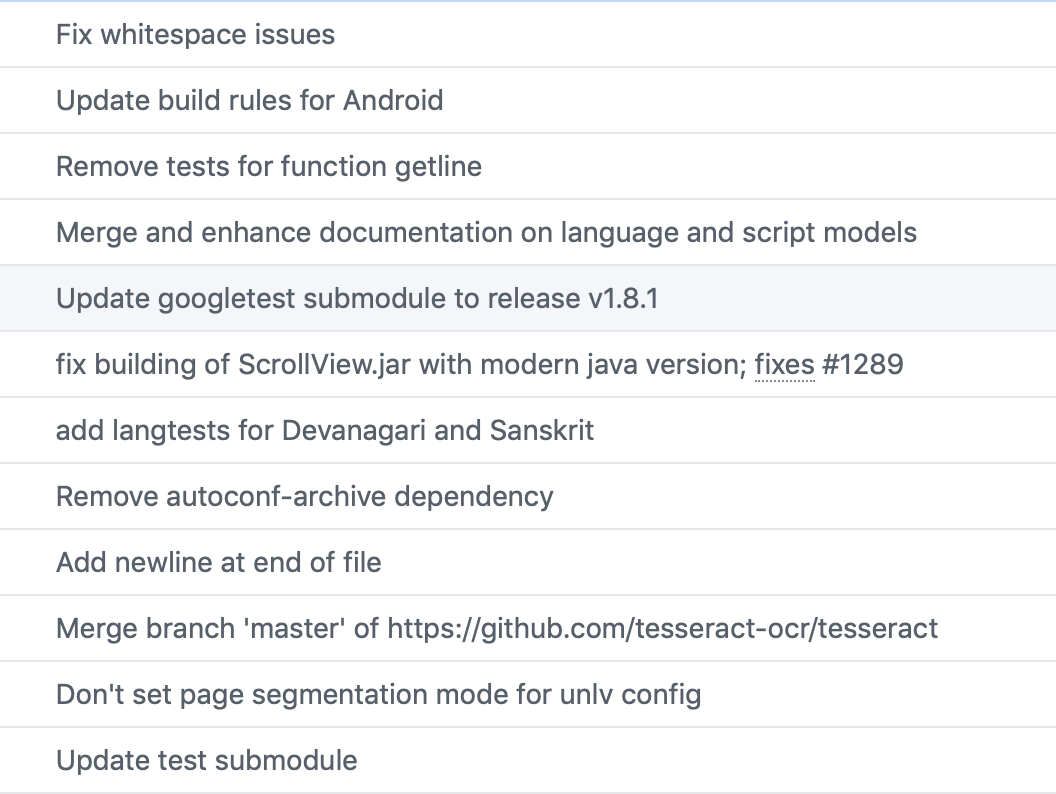 Fix whitespace issues
Update build rules for Android
Remove tests for function getline
Merge and enhance documentation on language and script models
Update googletest submodule to release v1.8.1
fix building of ScrollView.jar with modern java version; fixes #1289
add langtests for Devanagari and Sanskrit
Remove autoconf-archive dependency
Add newline at end of file
Merge branch 'master' of https://github.com/tesseract-ocr/tesseract
Don't set page segmentation mode for unlv config
Update test submodule